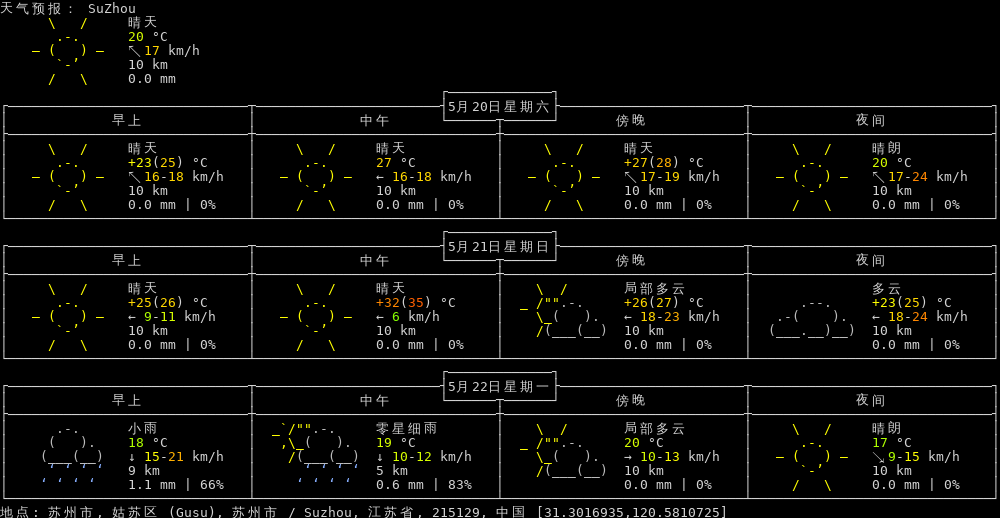 天气预报: SuZhou
晴天
20 °C
↖ 17 km/h
10 km
0.0 mm
5月20日星期六
早上 中午 傍晚 夜间
晴天 晴天 晴天 晴朗
+23(25) °C 27 °C +27(28) °C 20 °C
↖ 16-18 km/h ← 16-18 km/h ↖ 17-19 km/h ↖ 17-24 km/h
10 km 10 km 10 km 10 km
0.0 mm | 0% 0.0 mm | 0% 0.0 mm | 0% 0.0 mm | 0%
5月21日星期日
早上 中午 傍晚 夜间
晴天 晴天 局部多云 多云
+25(26) °C +32(35) °C +26(27) °C +23(25) °C
← 9-11 km/h ← 6 km/h ← 18-23 km/h ← 18-24 km/h
10 km 10 km 10 km 10 km
0.0 mm | 0% 0.0 mm | 0% 0.0 mm | 0% 0.0 mm | 0%
5月22日星期一
早上 中午 傍晚 夜间
小雨 零星细雨 局部多云 晴朗
18 °C 19 °C 20 °C 17 °C
↓ 15-21 km/h ↓ 10-12 km/h → 10-13 km/h ↘ 9-15 km/h
9 km 5 km 10 km 10 km
1.1 mm | 66% 0.6 mm | 83% 0.0 mm | 0% 0.0 mm | 0%
地点: 苏州市, 姑苏区 (Gusu), 苏州市 / Suzhou, 江苏省, 215129, 中国 [31.3016935,120.5810725]